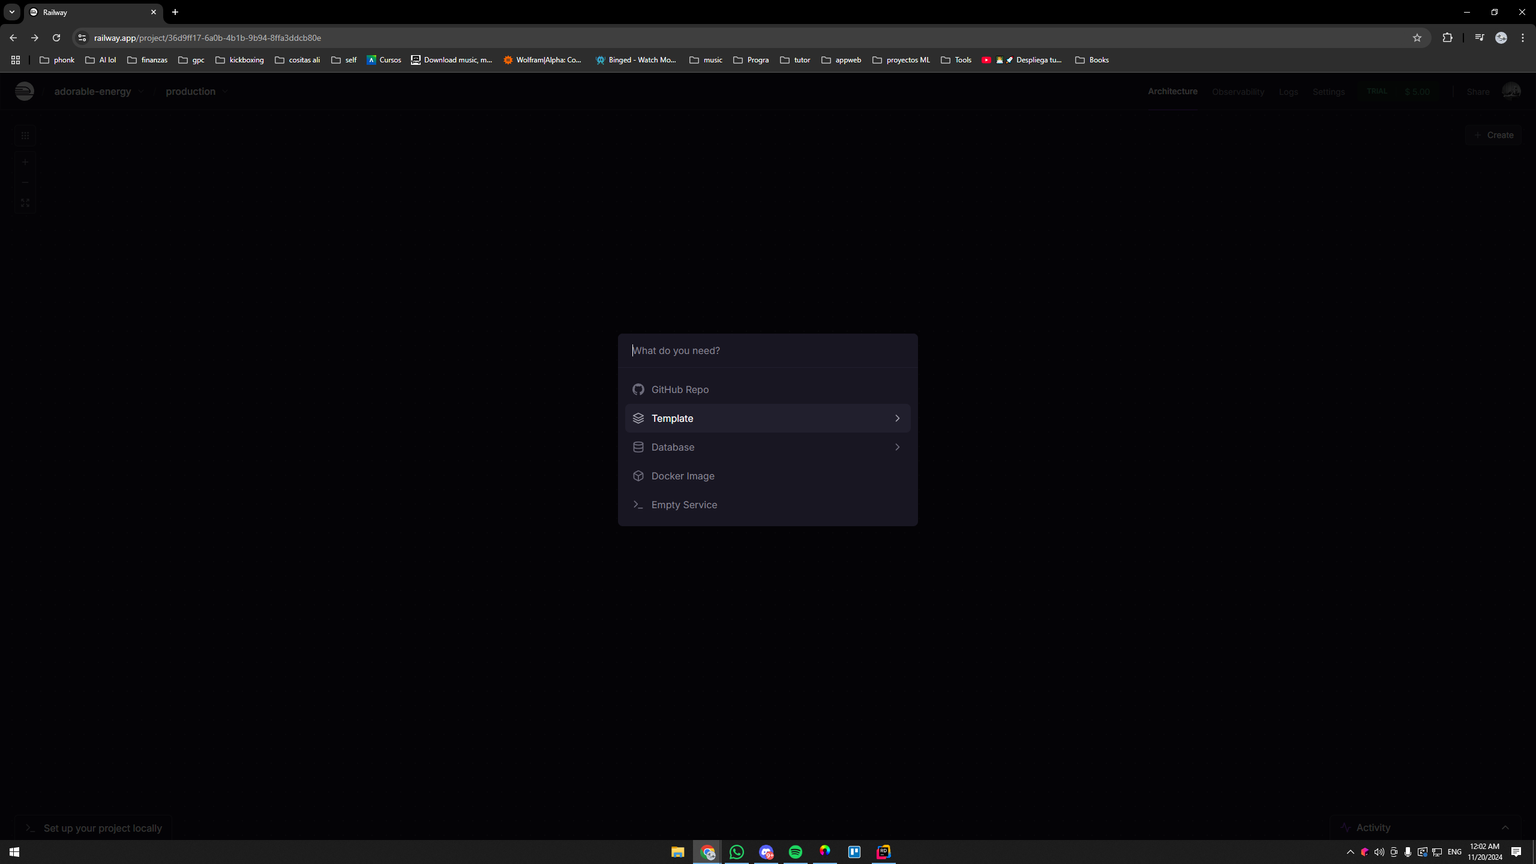 Railway
railway.app/project/36d9ff17-6a0b-4b1b-9b94-8ffa3ddcb80e
phonk AI lol finanzas gpc kickboxing cositas ali self Cursos Download music, m... Wolfram|Alpha: Co... Binged - Watch Mo... music Progra tutor appweb proyectos ML Tools Despliega tu... Books
adorable-energy production Architecture Observability Logs Settings TRIAL $ 5.00 Share
+ Create
What do you need?
GitHub Repo
Template
Database
Docker Image
Empty Service
Set up your project locally Activity
ENG 12:02 AM
11/20/2024